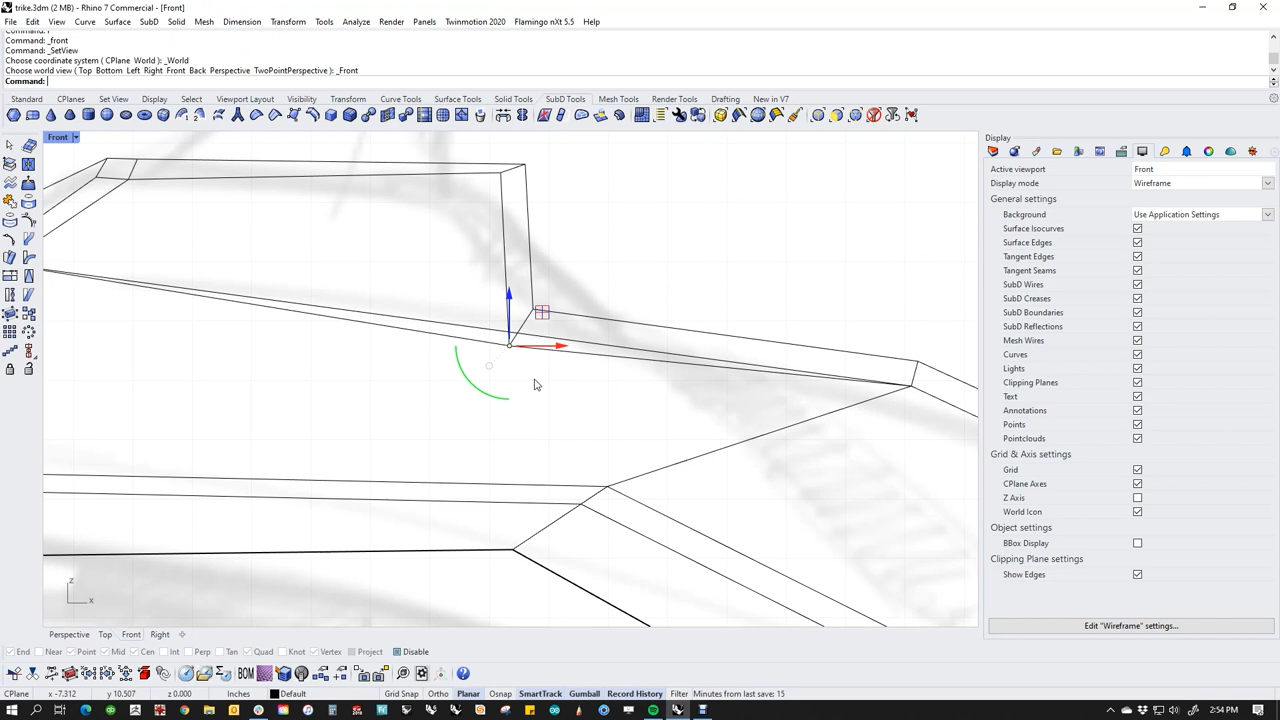 trike.3dm (2 MB) - Rhino 7 Commercial - [Front]
File Edit View Curve Surface SubD Solid Mesh Dimension Transform Tools Analyze Render Panels Twinmotion 2020 Flamingo nXt 5.5 Help
Command: _front
Command: _SetView
Choose coordinate system ( CPlane World ): _World
Choose world view ( Top Bottom Left Right Front Back Perspective TwoPointPerspective ): _Front
Command:
Standard CPlanes Set View Display Select Viewport Layout Visibility Transform Curve Tools Surface Tools Solid Tools SubD Tools Mesh Tools Render Tools Drafting New in V7
Front
Display
Active viewport Front
Display mode Wireframe
General settings
Background Use Application Settings
Surface Isocurves
Surface Edges
Tangent Edges
Tangent Seams
SubD Wires
SubD Creases
SubD Boundaries
SubD Reflections
Mesh Wires
Curves
Lights
Clipping Planes
Text
Annotations
Points
Pointclouds
Grid & Axis settings
Grid
CPlane Axes
Z Axis
World Icon
Object settings
BBox Display
Clipping Plane settings
Show Edges
Edit "Wireframe" settings...
z
x
Perspective Top Front Right
End Near Point Mid Cen Int Perp Tan Quad Knot Vertex Project Disable
BOM
CPlane x -7.312 y 10.507 z 0.000 Inches Default Grid Snap Ortho Planar Osnap SmartTrack Gumball Record History Filter Minutes from last save: 15
2:54 PM